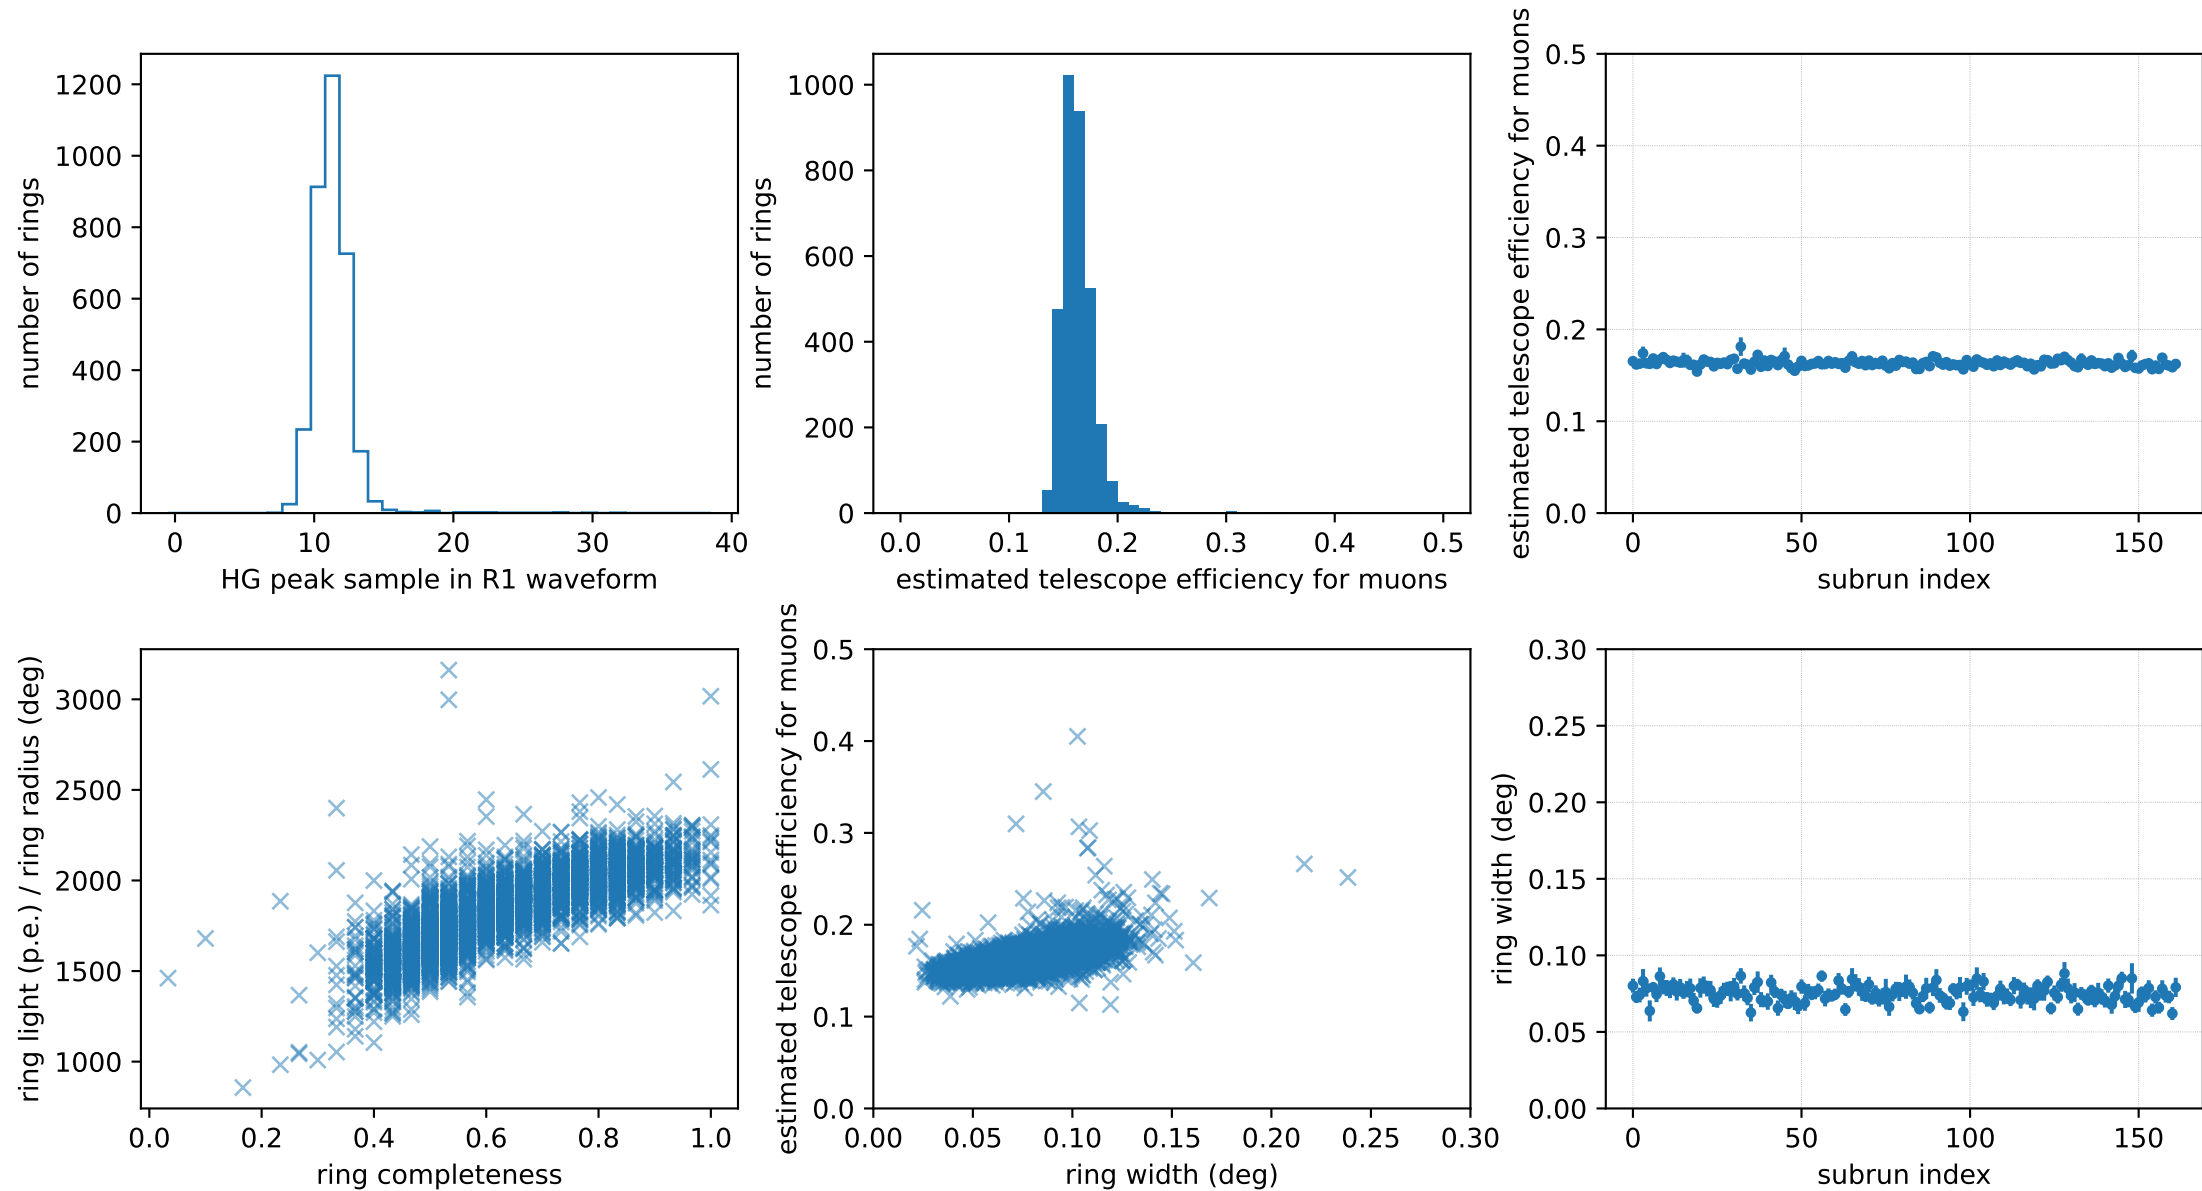 number of rings
1200
1000
800
600
400
200
0
0 10 20 30 40
HG peak sample in R1 waveform
number of rings
1000
800
600
400
200
0
0.0 0.1 0.2 0.3 0.4 0.5
estimated telescope efficiency for muons
estimated telescope efficiency for muons
0.5
0.4
0.3
0.2
0.1
0.0
0 50 100 150
subrun index
ring light (p.e.) / ring radius (deg)
3000
2500
2000
1500
1000
0.0 0.2 0.4 0.6 0.8 1.0
ring completeness
estimated telescope efficiency for muons
0.5
0.4
0.3
0.2
0.1
0.0
0.00 0.05 0.10 0.15 0.20 0.25 0.30
ring width (deg)
ring width (deg)
0.30
0.25
0.20
0.15
0.10
0.05
0.00
0 50 100 150
subrun index